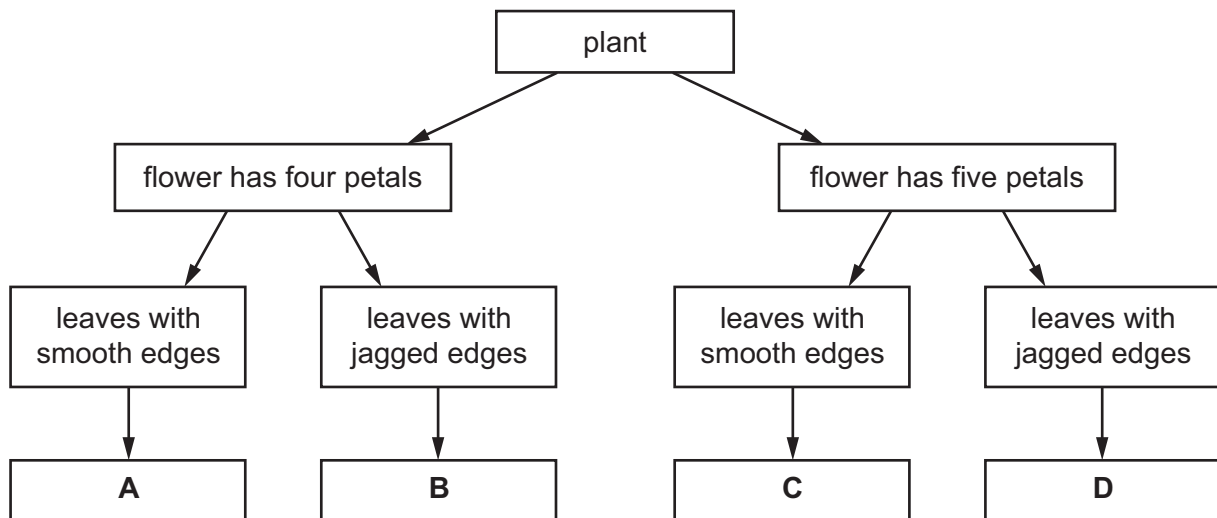 plant
flower has four petals
flower has five petals
leaves with
smooth edges
leaves with
jagged edges
leaves with
smooth edges
leaves with
jagged edges
A
B
C
D